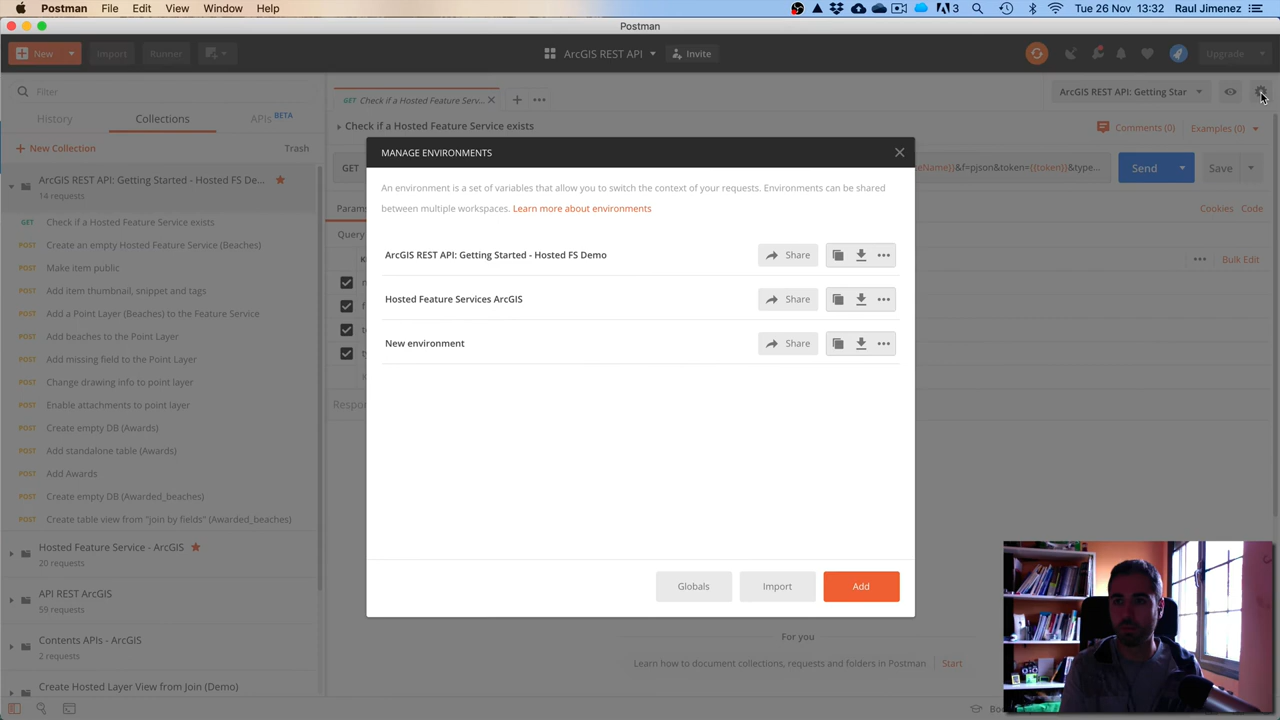 Postman File Edit View Window Help
3
Tue 26 Nov 13:32 Raul Jimenez
Postman
New
Import
Runner
ArcGIS REST API
Invite
Upgrade
Filter
History
Collections
APIs BETA
New Collection
Trash
ArcGIS REST API: Getting Started - Hosted FS De...
14 requests
GET Check if a Hosted Feature Service exists
POST Create an empty Hosted Feature Service (Beaches)
POST Make item public
POST Add item thumbnail, snippet and tags
POST Add a Point Layer (Beaches) to the Feature Service
POST Add beaches to the Point Layer
POST Add missing field to the Point Layer
POST Change drawing info to point layer
POST Enable attachments to point layer
POST Create empty DB (Awards)
POST Add standalone table (Awards)
POST Add Awards
POST Create empty DB (Awarded_beaches)
POST Create table view from "join by fields" (Awarded_beaches)
Hosted Feature Service - ArcGIS
20 requests
API REST ArcGIS
59 requests
Contents APIs - ArcGIS
2 requests
Create Hosted Layer View from Join (Demo)
GET Check if a Hosted Feature Serv...
ArcGIS REST API: Getting Star
Check if a Hosted Feature Service exists
Comments (0)
Examples (0)
GET
&f=pjson&token={{token}}&type...
Send
Save
Params
Cookies
Code
Query
Bulk Edit
MANAGE ENVIRONMENTS
An environment is a set of variables that allow you to switch the context of your requests. Environments can be shared
between multiple workspaces. Learn more about environments
ArcGIS REST API: Getting Started - Hosted FS Demo
Share
Hosted Feature Services ArcGIS
Share
New environment
Share
Globals
Import
Add
For you
Learn how to document collections, requests and folders in Postman
Start